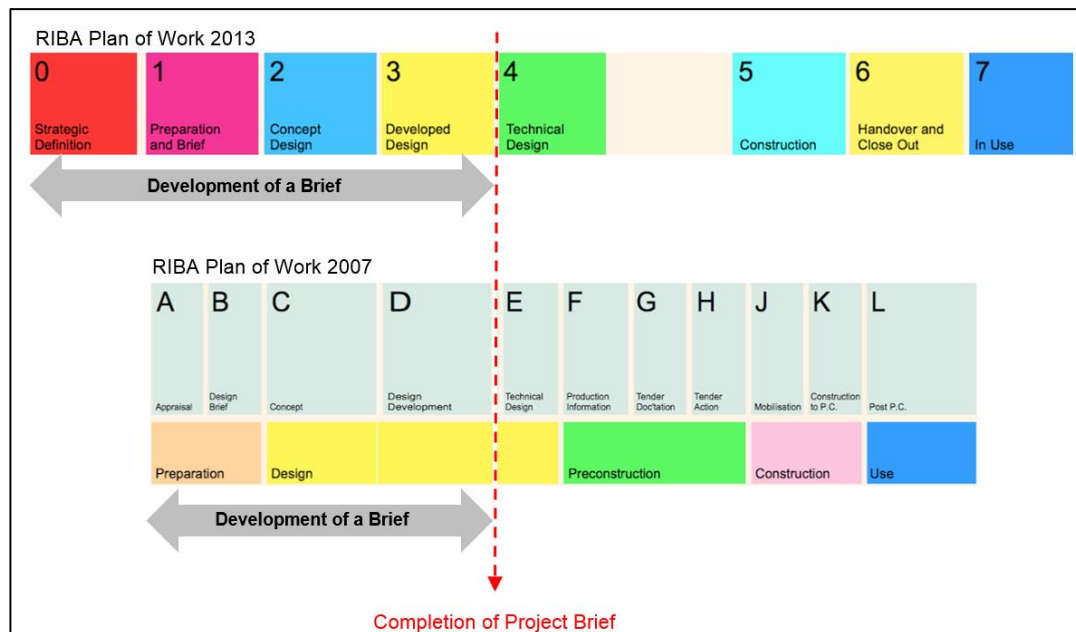 RIBA Plan of Work 2013
0
Strategic
Definition
1
Preparation
and Brief
2
Concept
Design
3
Developed
Design
4
Technical
Design
5
Construction
6
Handover and
Close Out
7
In Use
Development of a Brief
RIBA Plan of Work 2007
A
Appraisal
B
Design
Brief
C
Concept
D
Design
Development
E
Technical
Design
F
Production
Information
G
Tender
Doc'tation
H
Tender
Action
J
Mobilisation
K
Construction
to P.C.
L
Post P.C.
Preparation
Design
Preconstruction
Construction
Use
Development of a Brief
Completion of Project Brief